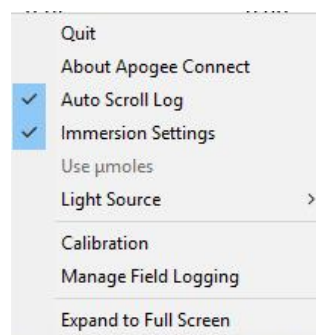 Quit
About Apogee Connect
Auto Scroll Log
Immersion Settings
Use µmoles
Light Source
Calibration
Manage Field Logging
Expand to Full Screen